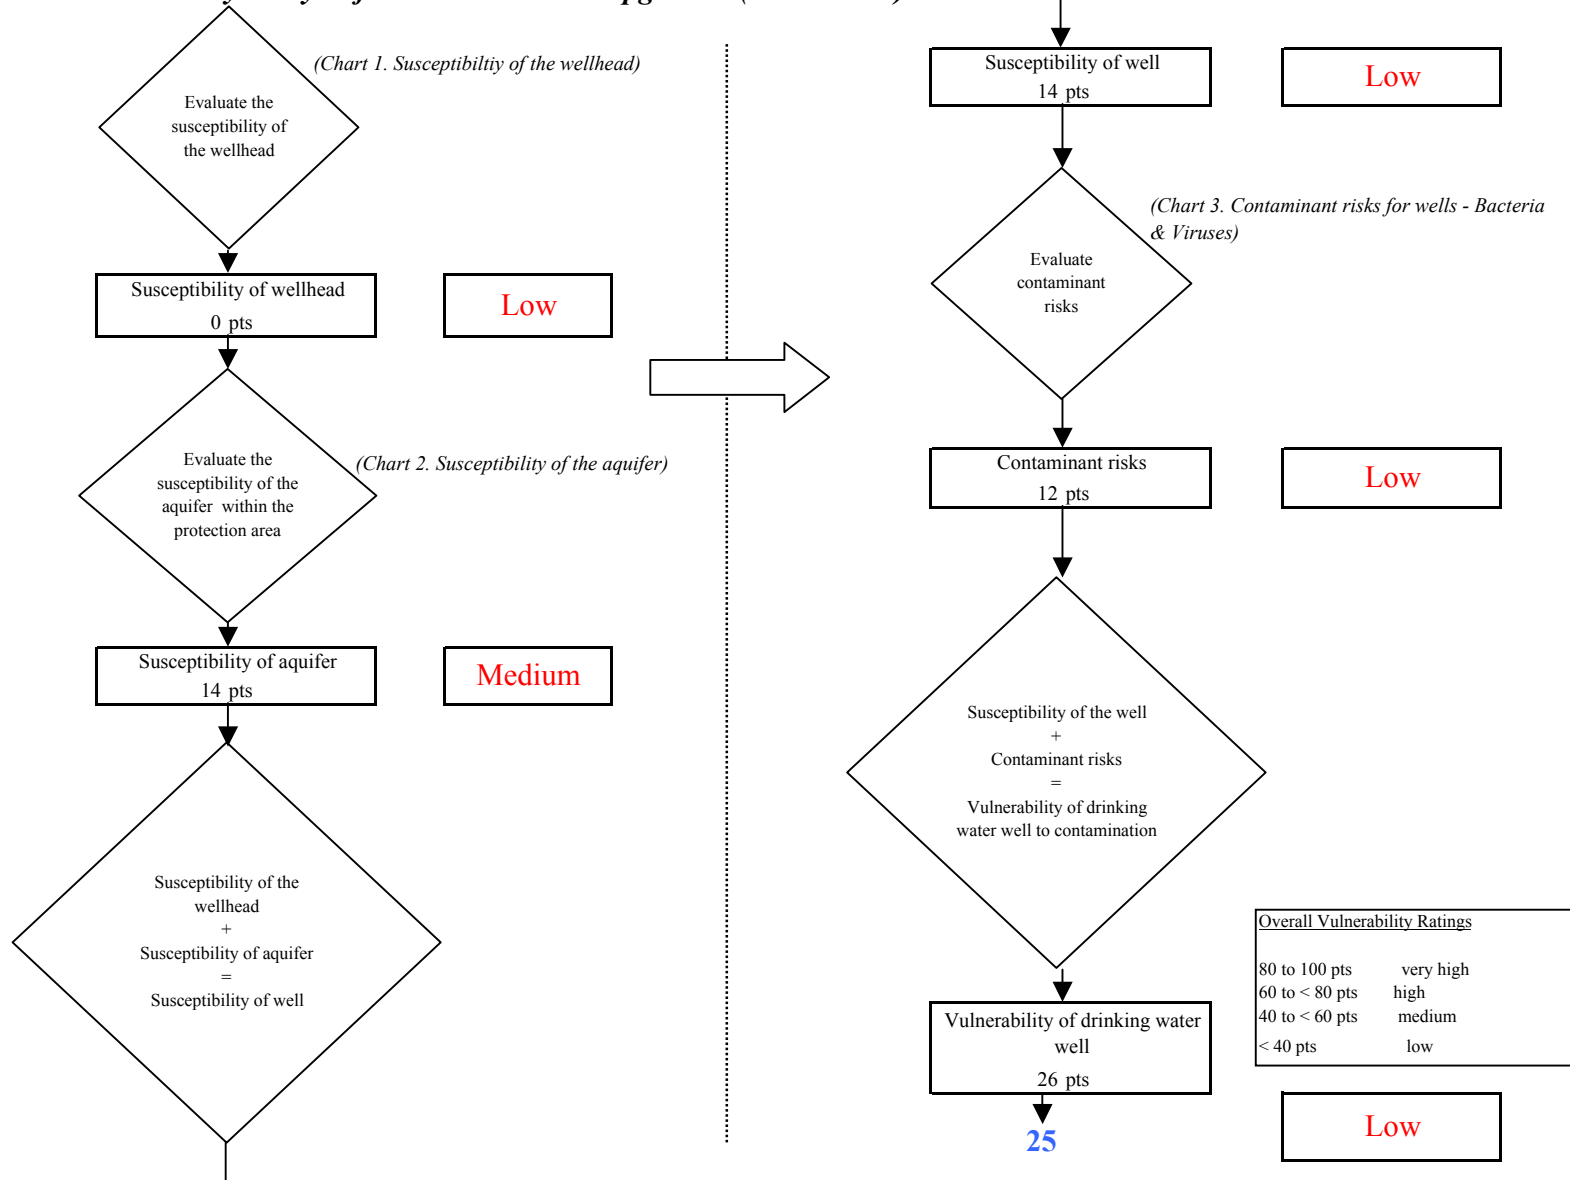 (Chart 1. Susceptibiltiy of the wellhead)
Evaluate the
susceptibility of
the wellhead
Susceptibility of wellhead
0 pts
Low
Evaluate the
susceptibility of the
aquifer within the
protection area
(Chart 2. Susceptibility of the aquifer)
Susceptibility of aquifer
14 pts
Medium
Susceptibility of the
wellhead
+
Susceptibility of aquifer
=
Susceptibility of well
Susceptibility of well
14 pts
Low
(Chart 3. Contaminant risks for wells - Bacteria
& Viruses)
Evaluate
contaminant
risks
Contaminant risks
12 pts
Low
Susceptibility of the well
+
Contaminant risks
=
Vulnerability of drinking
water well to contamination
Overall Vulnerability Ratings
80 to 100 pts very high
60 to < 80 pts high
40 to < 60 pts medium
< 40 pts low
Vulnerability of drinking water
well
26 pts
25
Low